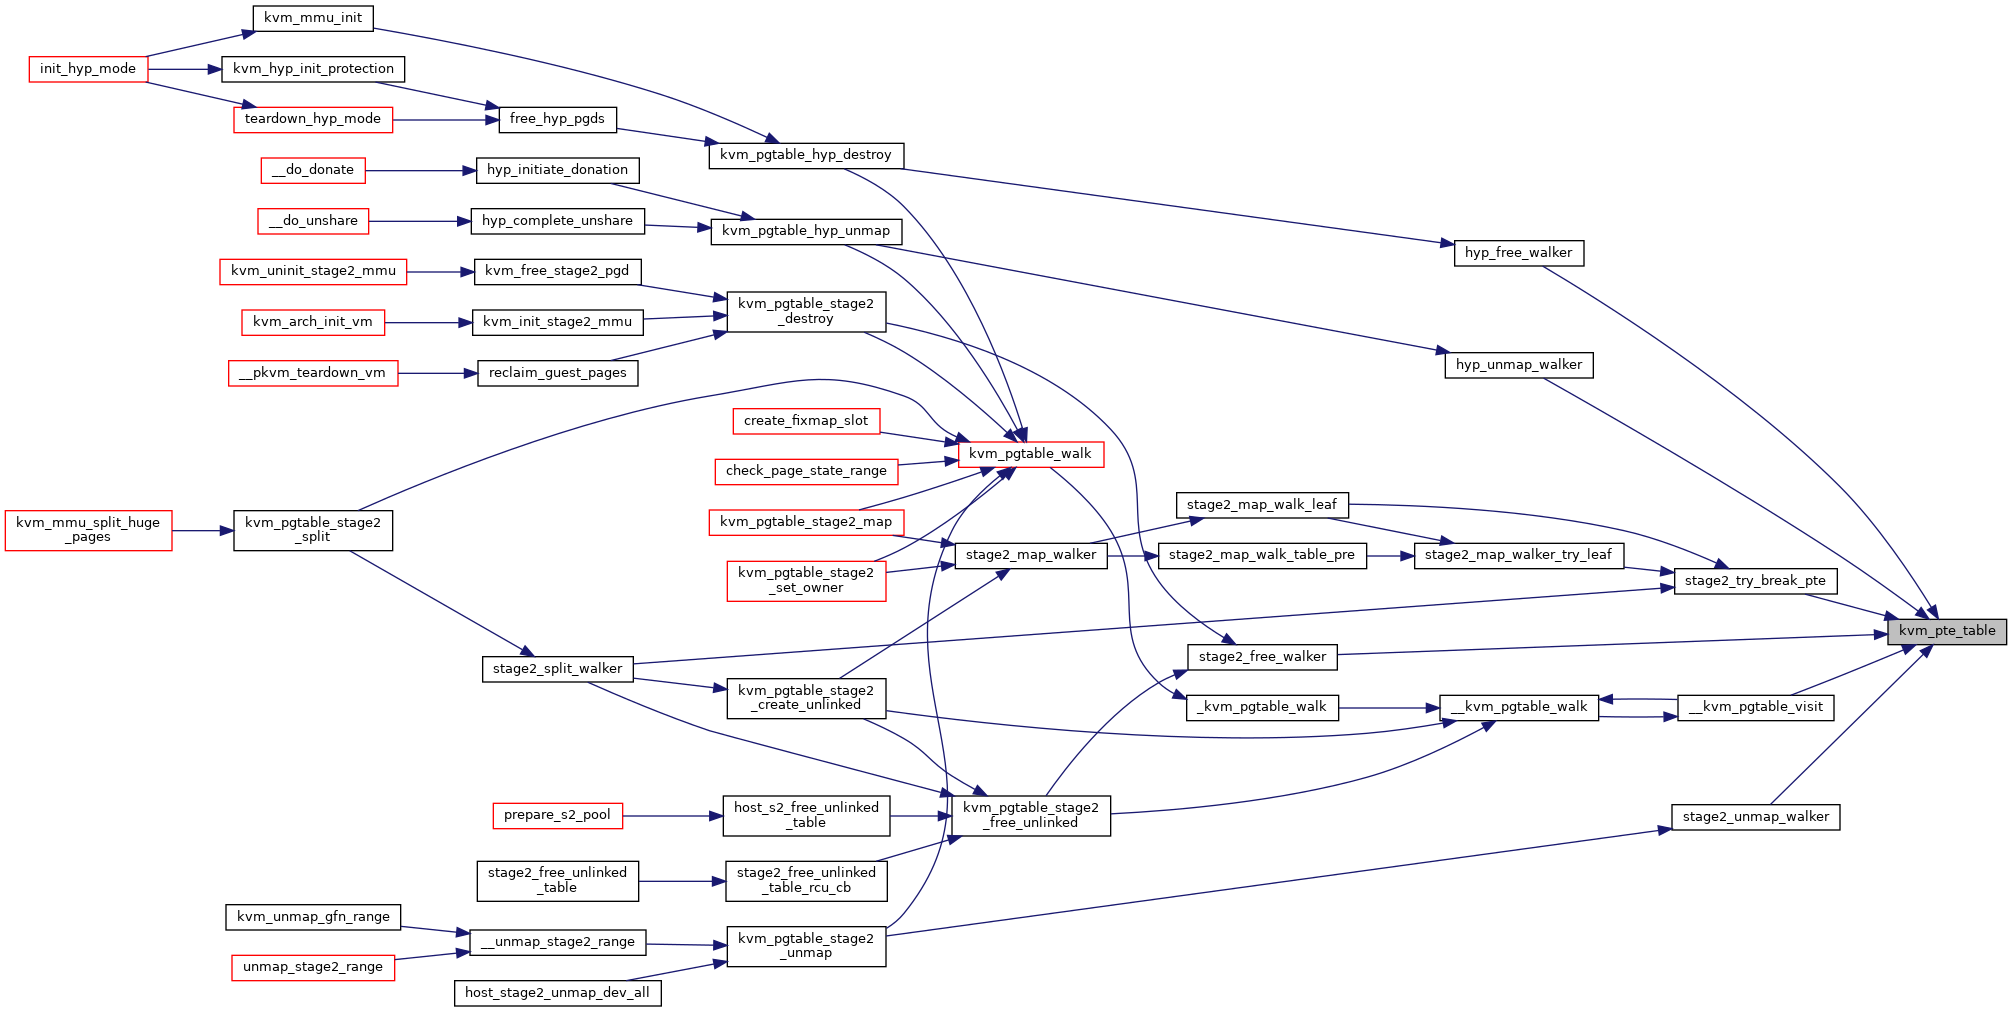 kvm_mmu_init
init_hyp_mode
kvm_hyp_init_protection
teardown_hyp_mode
free_hyp_pgds
kvm_pgtable_hyp_destroy
__do_donate
hyp_initiate_donation
__do_unshare
hyp_complete_unshare
kvm_pgtable_hyp_unmap
hyp_free_walker
kvm_uninit_stage2_mmu
kvm_free_stage2_pgd
kvm_pgtable_stage2
_destroy
kvm_arch_init_vm
kvm_init_stage2_mmu
__pkvm_teardown_vm
reclaim_guest_pages
hyp_unmap_walker
create_fixmap_slot
kvm_pgtable_walk
check_page_state_range
kvm_mmu_split_huge
_pages
kvm_pgtable_stage2
_split
kvm_pgtable_stage2_map
stage2_map_walk_leaf
stage2_map_walker
stage2_map_walk_table_pre
stage2_map_walker_try_leaf
kvm_pgtable_stage2
_set_owner
stage2_try_break_pte
kvm_pte_table
stage2_split_walker
stage2_free_walker
kvm_pgtable_stage2
_create_unlinked
_kvm_pgtable_walk
__kvm_pgtable_walk
__kvm_pgtable_visit
prepare_s2_pool
host_s2_free_unlinked
_table
kvm_pgtable_stage2
_free_unlinked
stage2_unmap_walker
stage2_free_unlinked
_table
stage2_free_unlinked
_table_rcu_cb
kvm_unmap_gfn_range
__unmap_stage2_range
kvm_pgtable_stage2
_unmap
unmap_stage2_range
host_stage2_unmap_dev_all